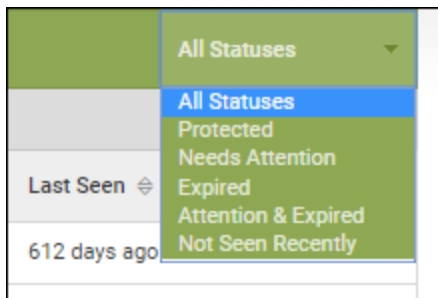 All Statuses
All Statuses
Protected
Needs Attention
Last Seen
Expired
Attention & Expired
Not Seen Recently
612 days ago